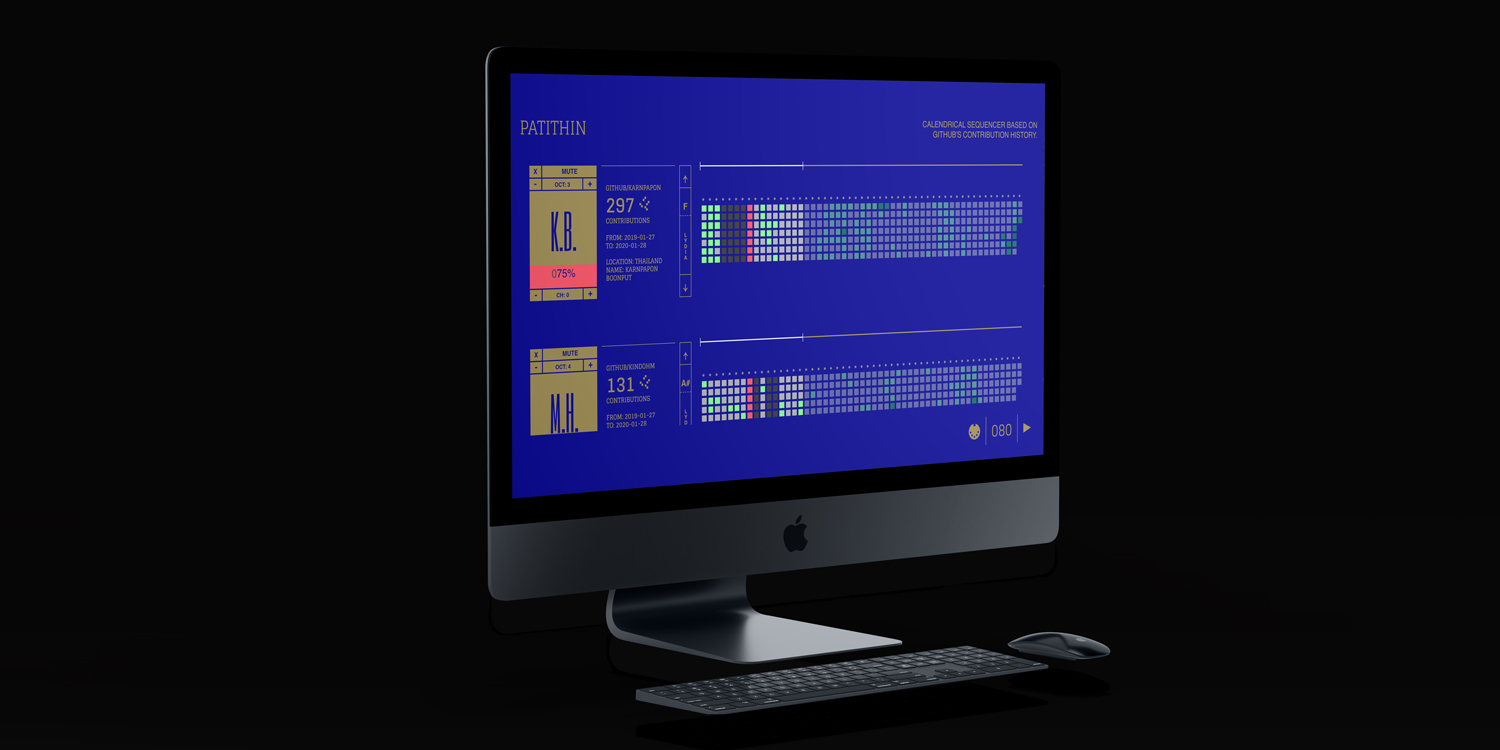 PATITHIN
CALENDRICAL SEQUENCER BASED ON
GITHUB'S CONTRIBUTION HISTORY.
X MUTE
- OCT: 3 +
K.B.
075%
- CH: 0 +
GITHUB/KARNPAPON
297
CONTRIBUTIONS
FROM: 2019-01-27
TO: 2020-01-28
LOCATION: THAILAND
NAME: KARNPAPON
BOONPUT
↑
F
LYDIA
↓
X MUTE
- OCT: 4 +
M.H.
GITHUB/KINDOHM
131
CONTRIBUTIONS
FROM: 2019-01-27
TO: 2020-01-28
↑
A#
LYD
080